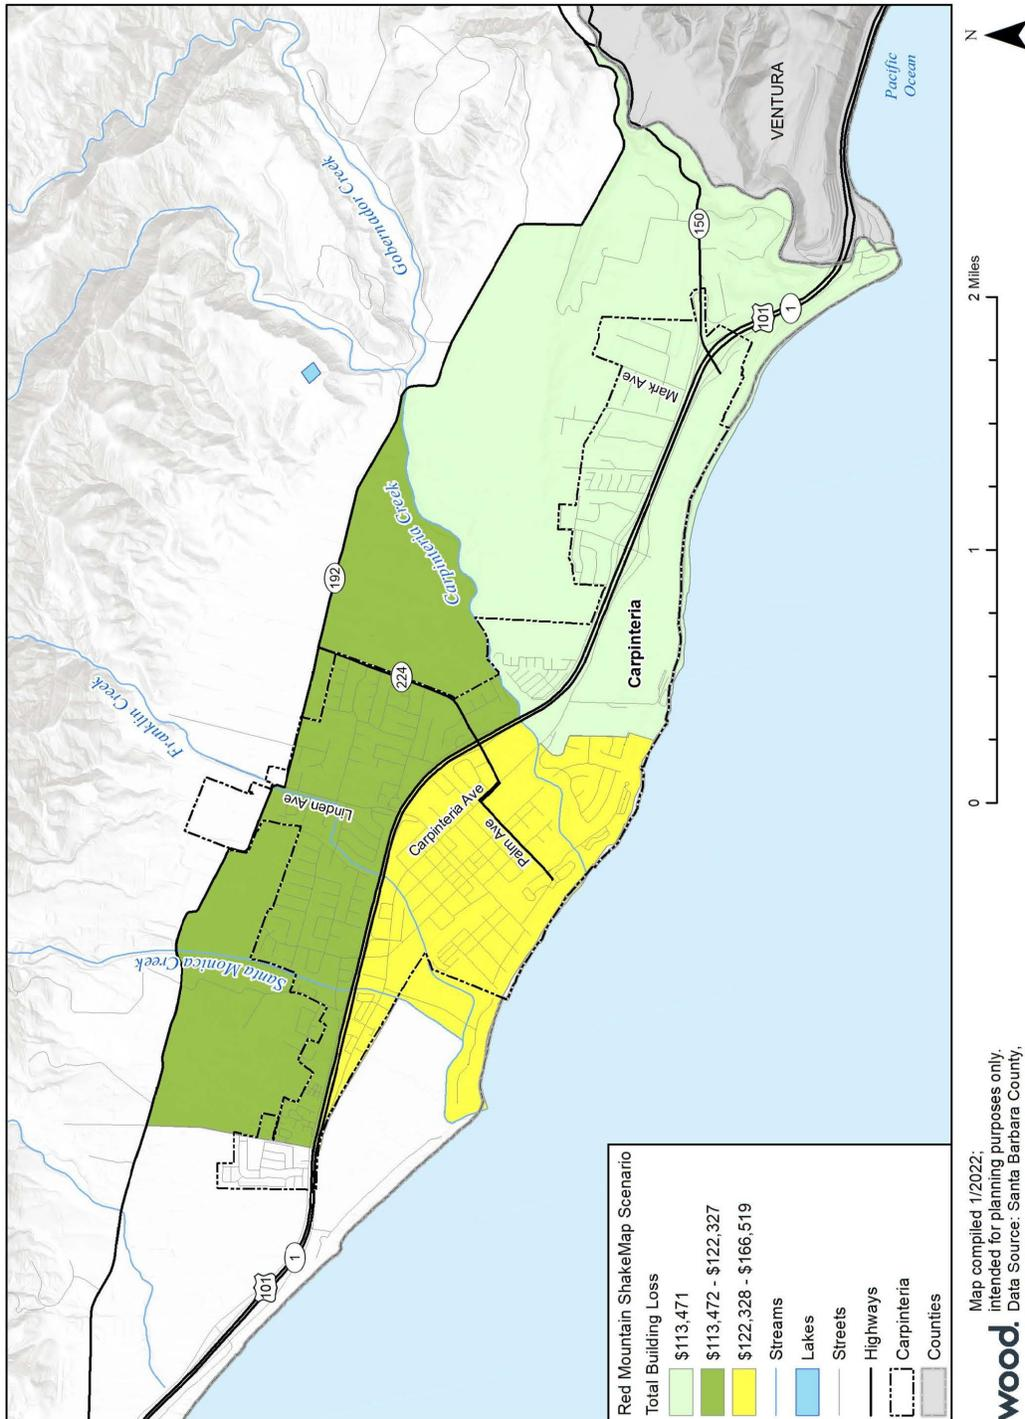 Gobernador Creek
Franklin Creek
Santa Monica Creek
Carpinteria Creek
192
224
150
101
1
101
1
VENTURA
Pacific
Ocean
Mark Ave
Linden Ave
Carpinteria Ave
Palm Ave
Carpinteria
Red Mountain ShakeMap Scenario
Total Building Loss
$113,471
$113,472 - $122,327
$122,328 - $166,519
Streams
Lakes
Streets
Highways
Carpinteria
Counties
wood.
Map compiled 1/2022;
intended for planning purposes only.
Data Source: Santa Barbara County,
0 1 2 Miles
N